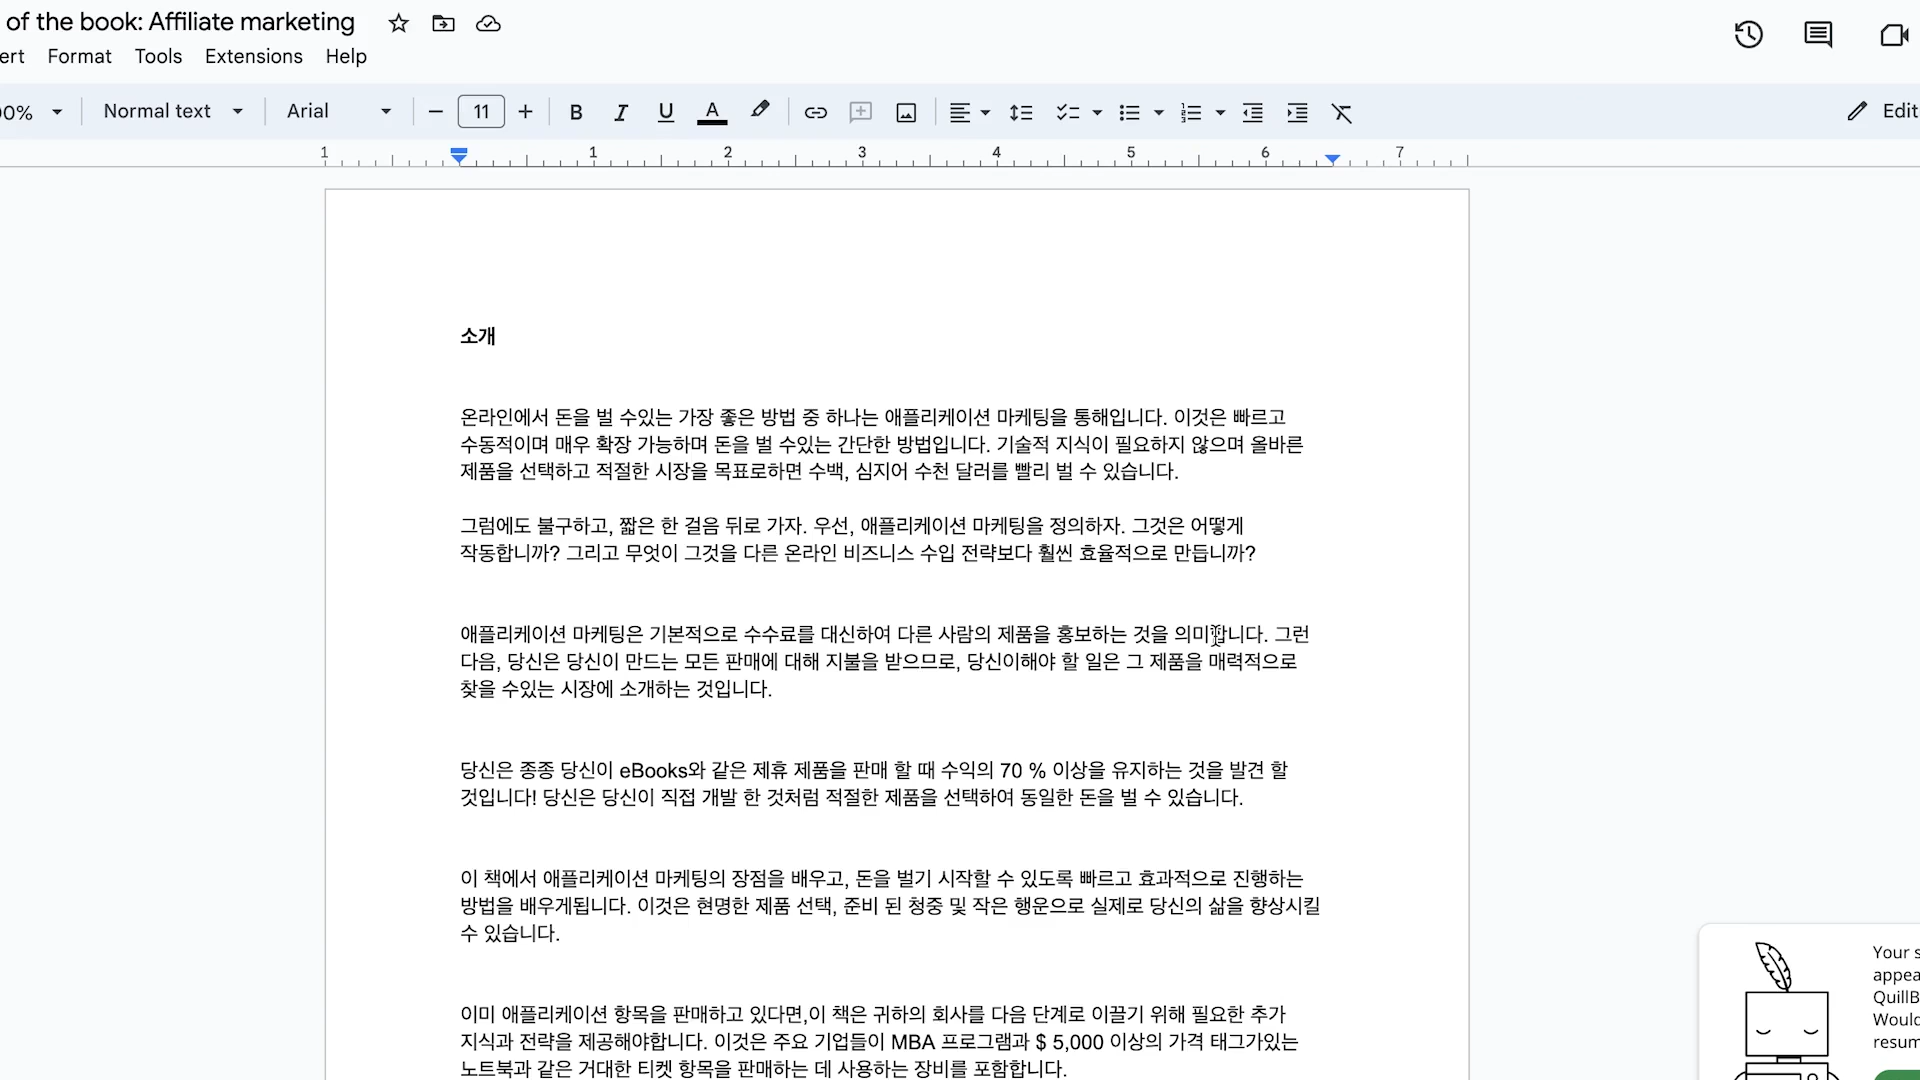 of the book: Affiliate marketing
ert Format Tools Extensions Help
00% Normal text Arial 11 Edit
1 1 2 3 4 5 6 7
소개
온라인에서 돈을 벌 수있는 가장 좋은 방법 중 하나는 애플리케이션 마케팅을 통해입니다. 이것은 빠르고
수동적이며 매우 확장 가능하며 돈을 벌 수있는 간단한 방법입니다. 기술적 지식이 필요하지 않으며 올바른
제품을 선택하고 적절한 시장을 목표로하면 수백, 심지어 수천 달러를 빨리 벌 수 있습니다.
그럼에도 불구하고, 짧은 한 걸음 뒤로 가자. 우선, 애플리케이션 마케팅을 정의하자. 그것은 어떻게
작동합니까? 그리고 무엇이 그것을 다른 온라인 비즈니스 수입 전략보다 훨씬 효율적으로 만듭니까?
애플리케이션 마케팅은 기본적으로 수수료를 대신하여 다른 사람의 제품을 홍보하는 것을 의미합니다. 그런
다음, 당신은 당신이 만드는 모든 판매에 대해 지불을 받으므로, 당신이해야 할 일은 그 제품을 매력적으로
찾을 수있는 시장에 소개하는 것입니다.
당신은 종종 당신이 eBooks와 같은 제휴 제품을 판매 할 때 수익의 70 % 이상을 유지하는 것을 발견 할
것입니다! 당신은 당신이 직접 개발 한 것처럼 적절한 제품을 선택하여 동일한 돈을 벌 수 있습니다.
이 책에서 애플리케이션 마케팅의 장점을 배우고, 돈을 벌기 시작할 수 있도록 빠르고 효과적으로 진행하는
방법을 배우게됩니다. 이것은 현명한 제품 선택, 준비 된 청중 및 작은 행운으로 실제로 당신의 삶을 향상시킬
수 있습니다.
이미 애플리케이션 항목을 판매하고 있다면,이 책은 귀하의 회사를 다음 단계로 이끌기 위해 필요한 추가
지식과 전략을 제공해야합니다. 이것은 주요 기업들이 MBA 프로그램과 $ 5,000 이상의 가격 태그가있는
노트북과 같은 거대한 티켓 항목을 판매하는 데 사용하는 장비를 포함합니다.
Your s
appea
QuillB
Would
resum